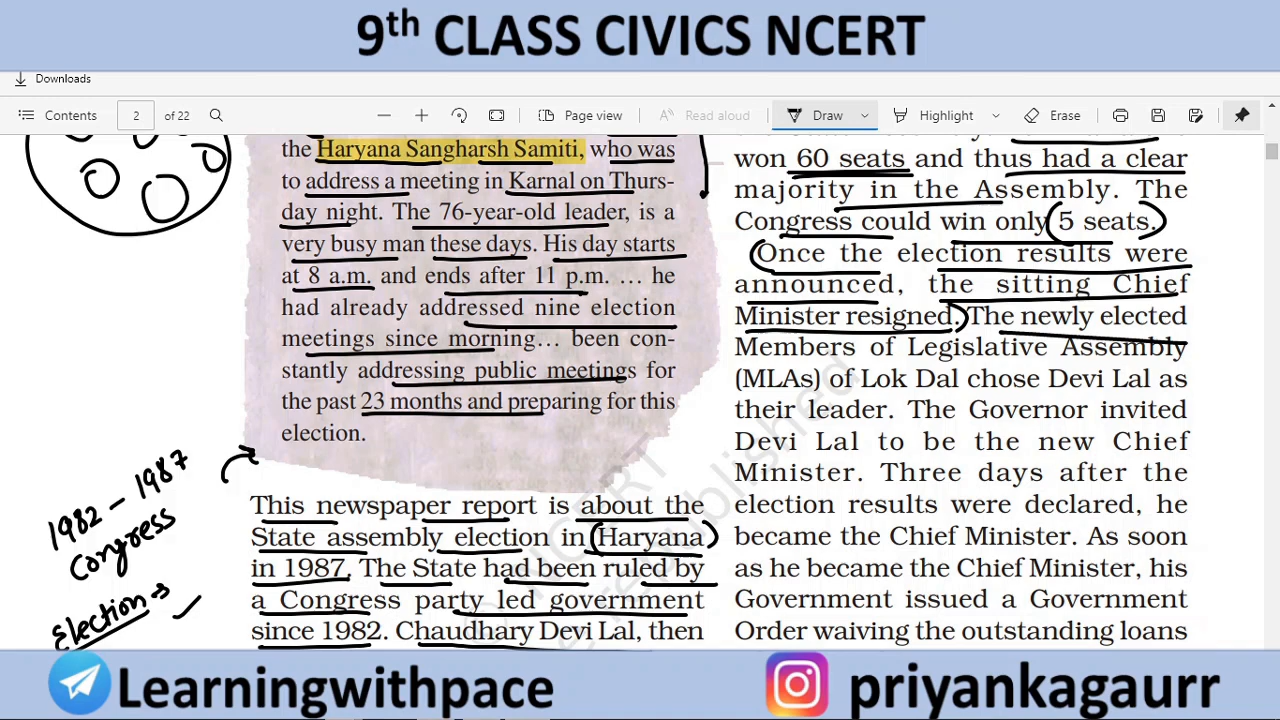 9th CLASS CIVICS NCERT
Downloads
Contents 2 of 22 Page view Read aloud Draw Highlight Erase
the Haryana Sangharsh Samiti, who was
to address a meeting in Karnal on Thurs-
day night. The 76-year-old leader, is a
very busy man these days. His day starts
at 8 a.m. and ends after 11 p.m. … he
had already addressed nine election
meetings since morning… been con-
stantly addressing public meetings for
the past 23 months and preparing for this
election.
1982 - 1987
Congress
Election
This newspaper report is about the
State assembly election in (Haryana)
in 1987. The State had been ruled by
a Congress party led government
since 1982. Chaudhary Devi Lal, then
won 60 seats and thus had a clear
majority in the Assembly. The
Congress could win only 5 seats.
Once the election results were
announced, the sitting Chief
Minister resigned. The newly elected
Members of Legislative Assembly
(MLAs) of Lok Dal chose Devi Lal as
their leader. The Governor invited
Devi Lal to be the new Chief
Minister. Three days after the
election results were declared, he
became the Chief Minister. As soon
as he became the Chief Minister, his
Government issued a Government
Order waiving the outstanding loans
© NCERT
republished
Learningwithpace
priyankagaurr